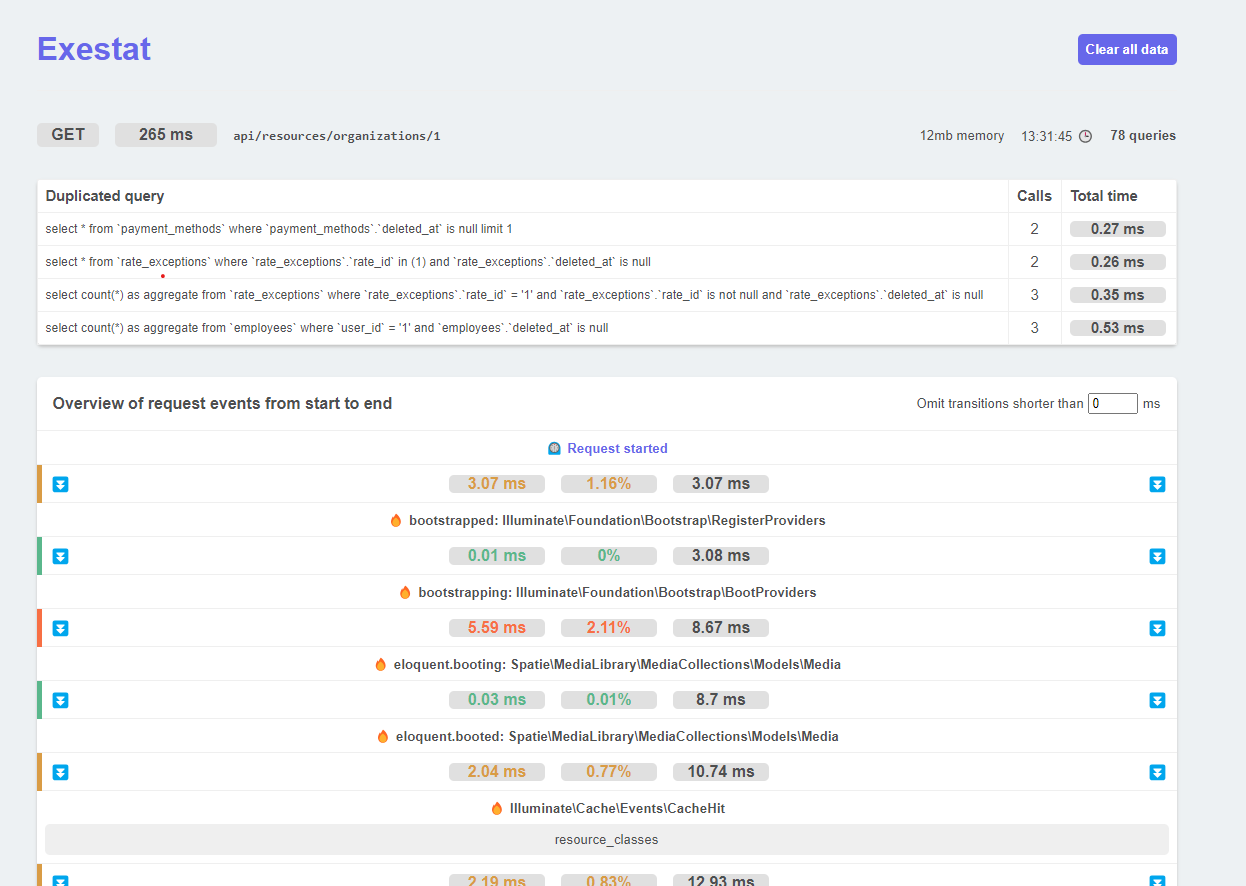 Exestat
Clear all data
GET 265 ms api/resources/organizations/1 12mb memory 13:31:45 78 queries
Duplicated query Calls Total time
select * from `payment_methods` where `payment_methods`.`deleted_at` is null limit 1 2 0.27 ms
select * from `rate_exceptions` where `rate_exceptions`.`rate_id` in (1) and `rate_exceptions`.`deleted_at` is null 2 0.26 ms
select count(*) as aggregate from `rate_exceptions` where `rate_exceptions`.`rate_id` = '1' and `rate_exceptions`.`rate_id` is not null and `rate_exceptions`.`deleted_at` is null 3 0.35 ms
select count(*) as aggregate from `employees` where `user_id` = '1' and `employees`.`deleted_at` is null 3 0.53 ms
Overview of request events from start to end Omit transitions shorter than 0 ms
Request started
3.07 ms 1.16% 3.07 ms
bootstrapped: Illuminate\Foundation\Bootstrap\RegisterProviders
0.01 ms 0% 3.08 ms
bootstrapping: Illuminate\Foundation\Bootstrap\BootProviders
5.59 ms 2.11% 8.67 ms
eloquent.booting: Spatie\MediaLibrary\MediaCollections\Models\Media
0.03 ms 0.01% 8.7 ms
eloquent.booted: Spatie\MediaLibrary\MediaCollections\Models\Media
2.04 ms 0.77% 10.74 ms
Illuminate\Cache\Events\CacheHit
resource_classes
2.19 ms 0.83% 12.93 ms